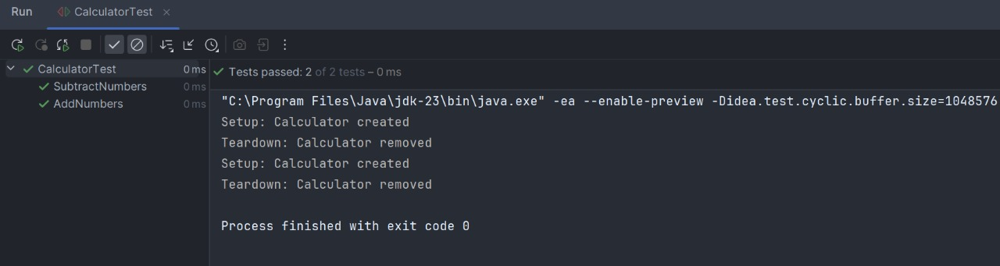 Run CalculatorTest
CalculatorTest 0 ms
SubtractNumbers 0 ms
AddNumbers 0 ms
Tests passed: 2 of 2 tests – 0 ms
"C:\Program Files\Java\jdk-23\bin\java.exe" -ea --enable-preview -Didea.test.cyclic.buffer.size=1048576
Setup: Calculator created
Teardown: Calculator removed
Setup: Calculator created
Teardown: Calculator removed
Process finished with exit code 0